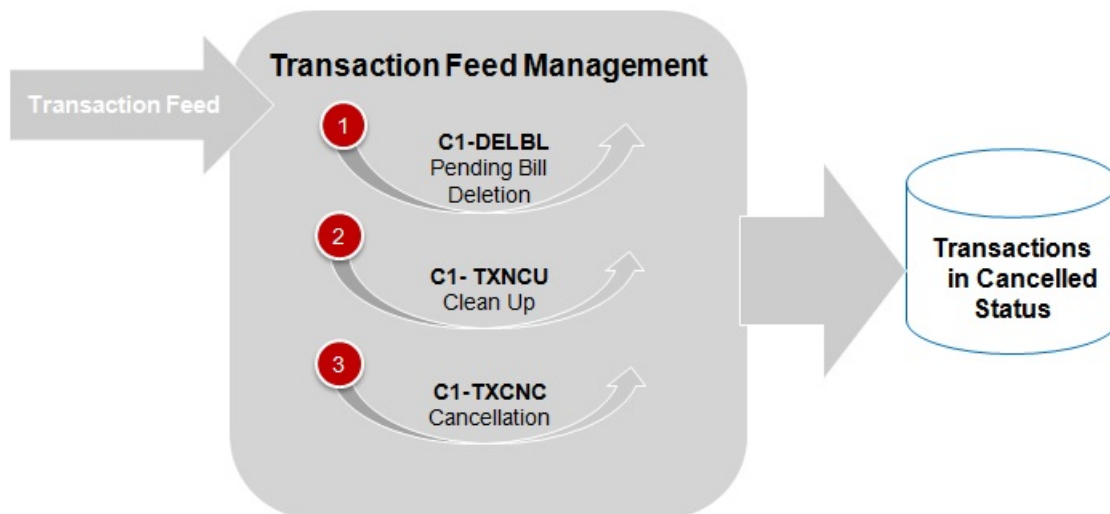 Transaction Feed Management
Transaction Feed
1
C1-DELBL
Pending Bill
Deletion
2
C1- TXNCU
Clean Up
3
C1-TXCNC
Cancellation
Transactions
in Cancelled
Status